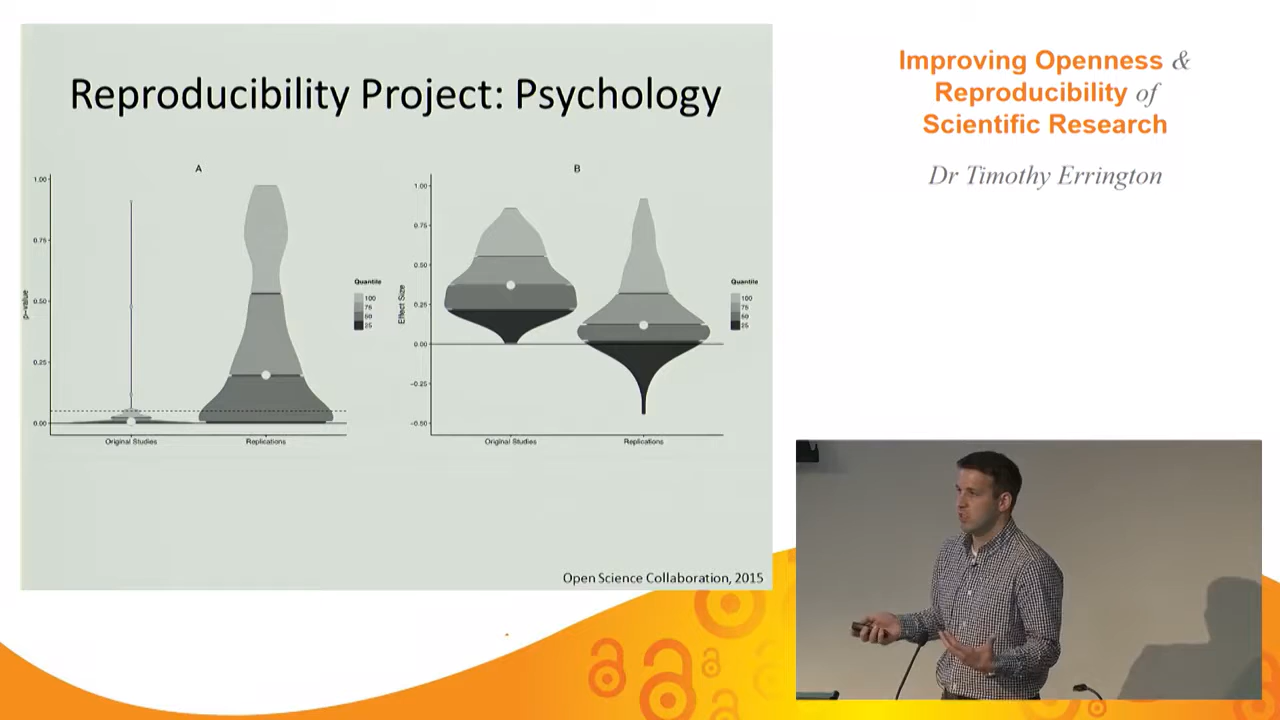 Reproducibility Project: Psychology
A
1.00
0.75
0.50
0.25
0.00
p-value
Original Studies
Replications
Quantile
100
75
50
25
B
1.00
0.75
0.50
0.25
0.00
−0.25
−0.50
Effect Size
Original Studies
Replications
Quantile
100
75
50
25
Open Science Collaboration, 2015
Improving Openness &
Reproducibility of
Scientific Research
Dr Timothy Errington